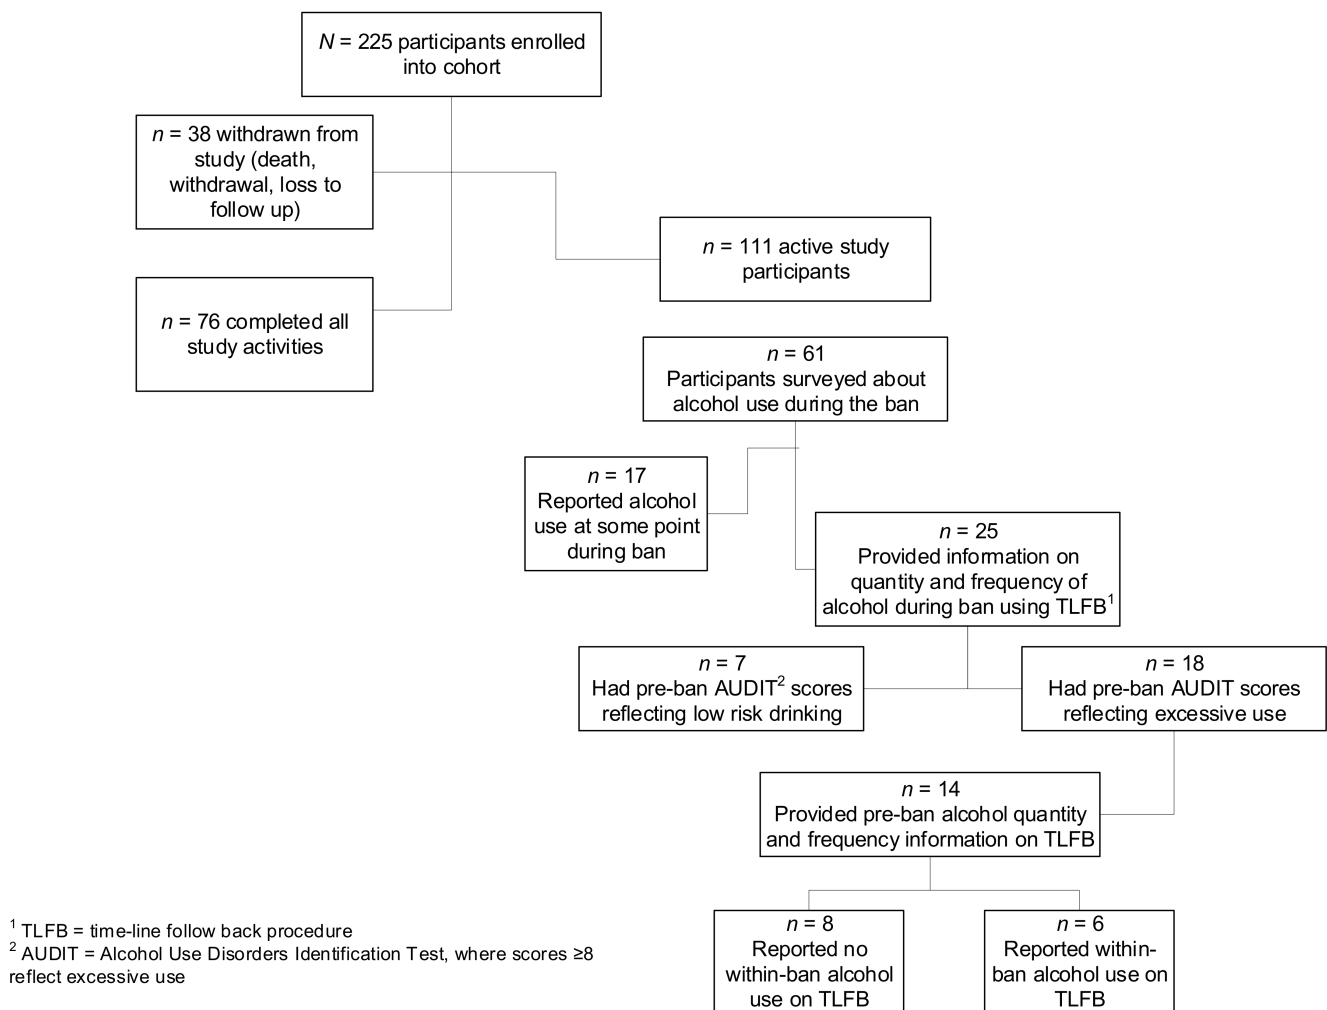 N = 225 participants enrolled
into cohort
n = 38 withdrawn from
study (death,
withdrawal, loss to
follow up)
n = 111 active study
participants
n = 76 completed all
study activities
n = 61
Participants surveyed about
alcohol use during the ban
n = 17
Reported alcohol
use at some point
during ban
n = 25
Provided information on
quantity and frequency of
alcohol during ban using TLFB¹
n = 7
Had pre-ban AUDIT² scores
reflecting low risk drinking
n = 18
Had pre-ban AUDIT scores
reflecting excessive use
n = 14
Provided pre-ban alcohol quantity
and frequency information on TLFB
n = 8
Reported no
within-ban alcohol
use on TLFB
n = 6
Reported within-
ban alcohol use on
TLFB
¹ TLFB = time-line follow back procedure
² AUDIT = Alcohol Use Disorders Identification Test, where scores ≥8
reflect excessive use